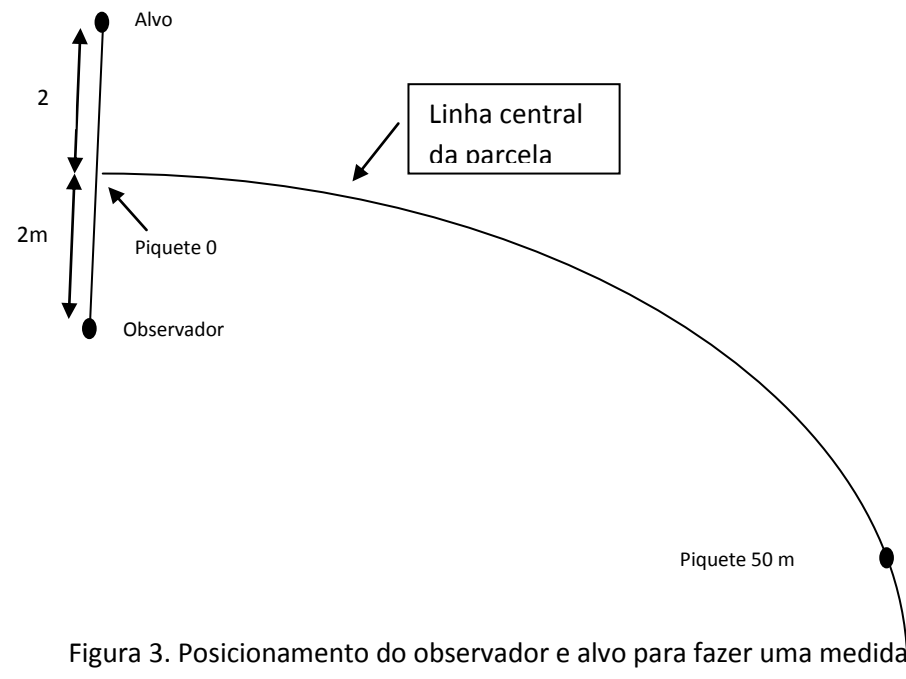 Alvo
2
Linha central
da parcela
2m
Piquete 0
Observador
Piquete 50 m
Figura 3. Posicionamento do observador e alvo para fazer uma medida